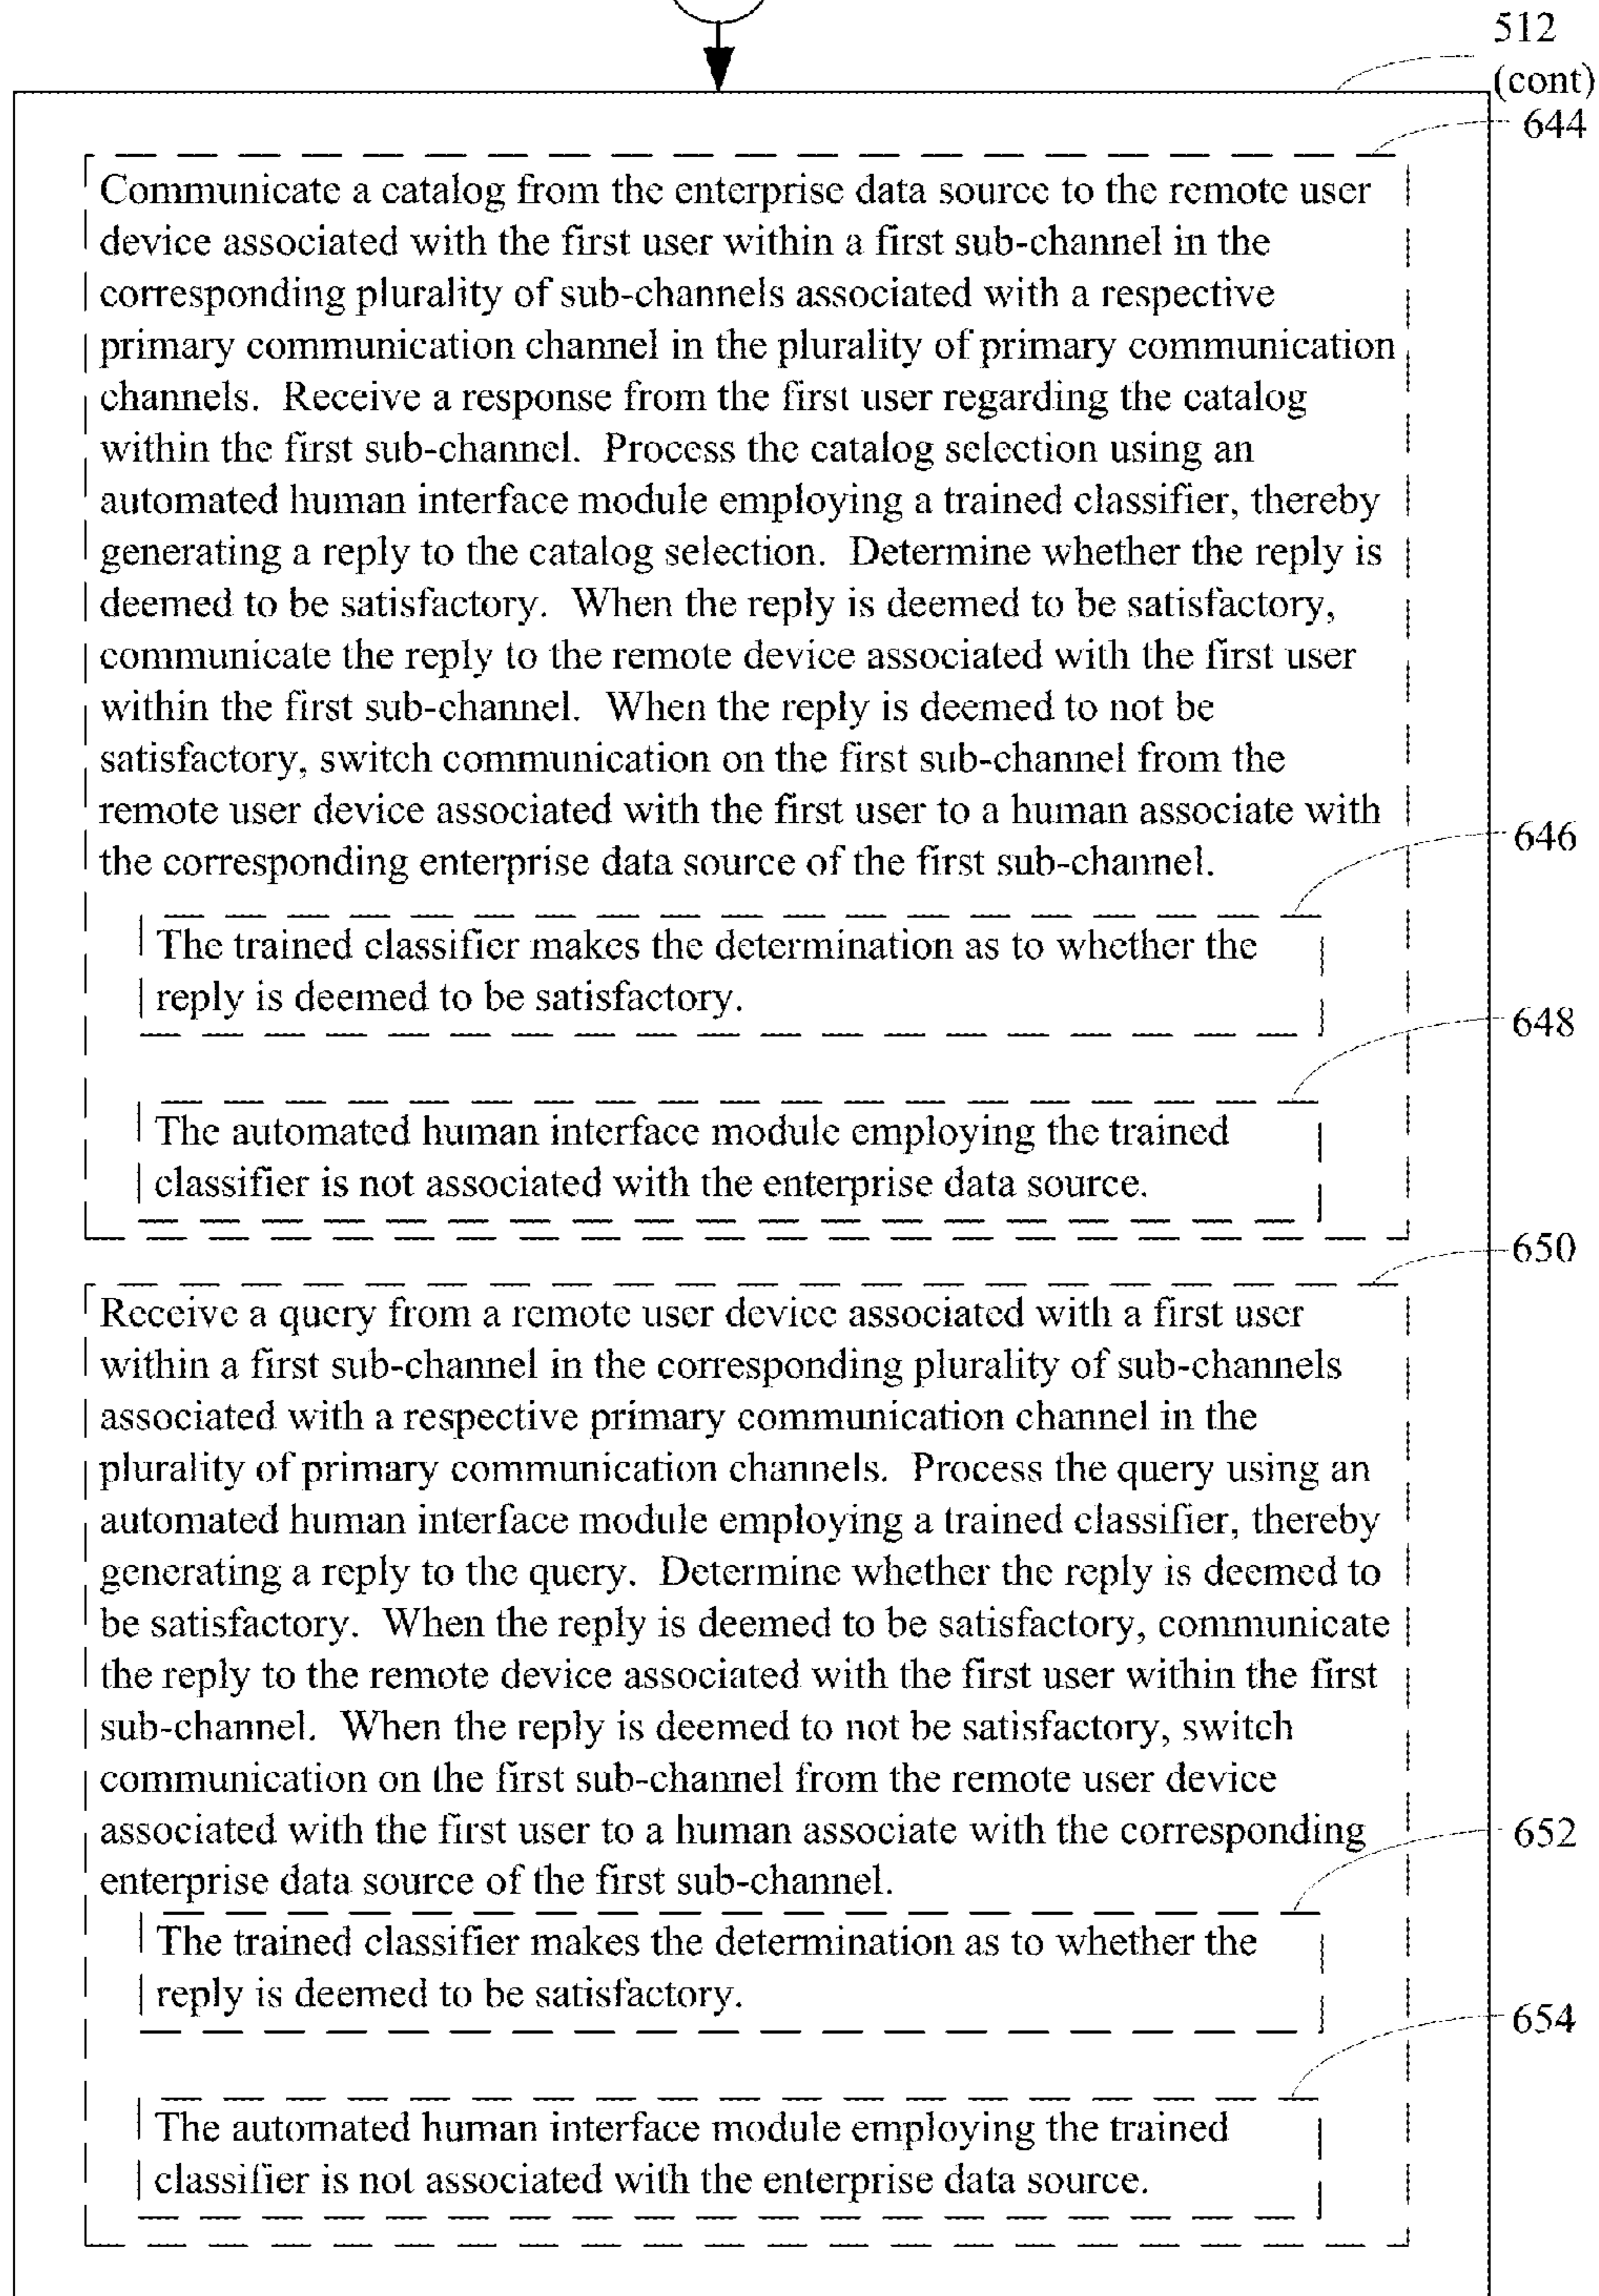 512
(cont)
644
Communicate a catalog from the enterprise data source to the remote user
device associated with the first user within a first sub-channel in the
corresponding plurality of sub-channels associated with a respective
primary communication channel in the plurality of primary communication
channels.  Receive a response from the first user regarding the catalog
within the first sub-channel.  Process the catalog selection using an
automated human interface module employing a trained classifier, thereby
generating a reply to the catalog selection.  Determine whether the reply is
deemed to be satisfactory.  When the reply is deemed to be satisfactory,
communicate the reply to the remote device associated with the first user
within the first sub-channel.  When the reply is deemed to not be
satisfactory, switch communication on the first sub-channel from the
remote user device associated with the first user to a human associate with
the corresponding enterprise data source of the first sub-channel.
646
The trained classifier makes the determination as to whether the
reply is deemed to be satisfactory.
648
The automated human interface module employing the trained
classifier is not associated with the enterprise data source.
650
Receive a query from a remote user device associated with a first user
within a first sub-channel in the corresponding plurality of sub-channels
associated with a respective primary communication channel in the
plurality of primary communication channels.  Process the query using an
automated human interface module employing a trained classifier, thereby
generating a reply to the query.  Determine whether the reply is deemed to
be satisfactory.  When the reply is deemed to be satisfactory, communicate
the reply to the remote device associated with the first user within the first
sub-channel.  When the reply is deemed to not be satisfactory, switch
communication on the first sub-channel from the remote user device
associated with the first user to a human associate with the corresponding
enterprise data source of the first sub-channel.
652
The trained classifier makes the determination as to whether the
reply is deemed to be satisfactory.
654
The automated human interface module employing the trained
classifier is not associated with the enterprise data source.